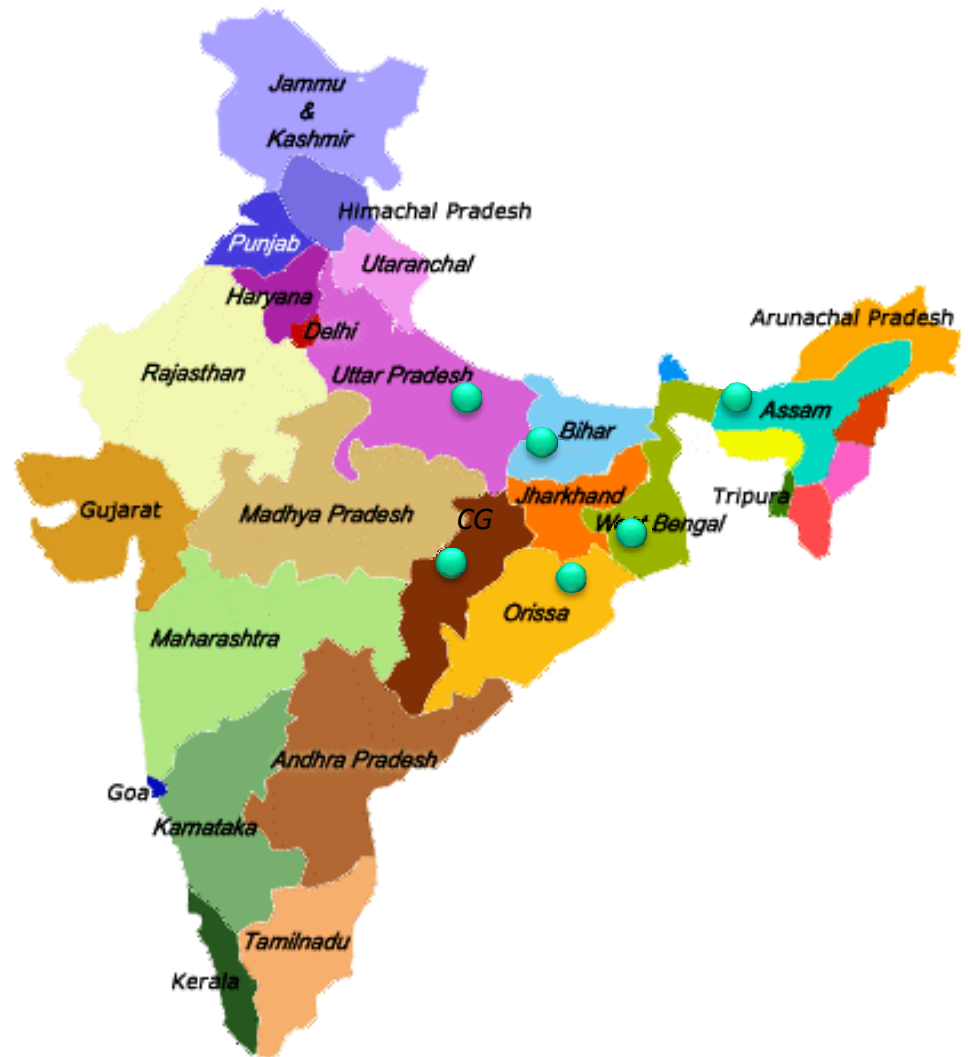 Jammu
&
Kashmir
Himachal Pradesh
Punjab
Utaranchal
Haryana
Arunachal Pradesh
Delhi
Rajasthan
Uttar Pradesh
Assam
Bihar
Jharkhand
Tripura
Gujarat
Madhya Pradesh
CG
West Bengal
Orissa
Maharashtra
Andhra Pradesh
Goa
Karnataka
Tamilnadu
Kerala